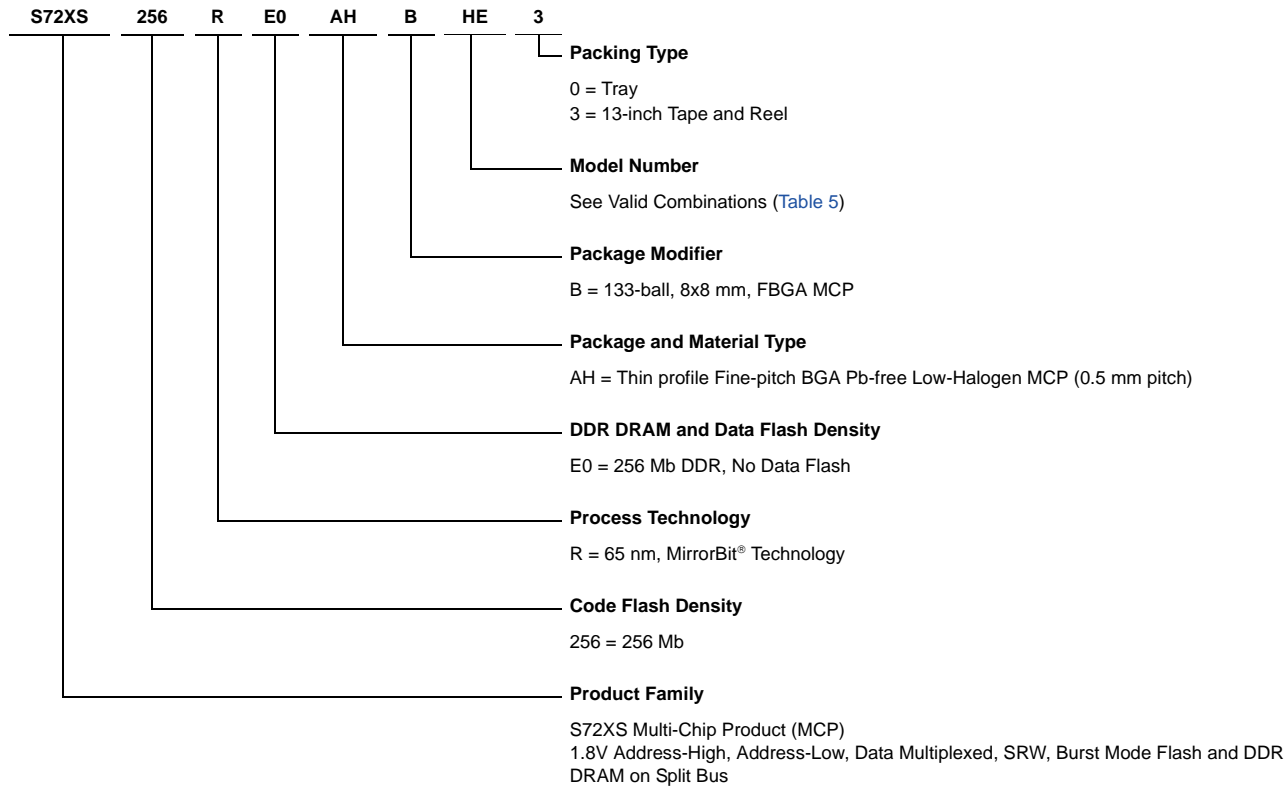 S72XS 256 R E0 AH B HE 3
Packing Type
0 = Tray
3 = 13-inch Tape and Reel
Model Number
See Valid Combinations (Table 5)
Package Modifier
B = 133-ball, 8x8 mm, FBGA MCP
Package and Material Type
AH = Thin profile Fine-pitch BGA Pb-free Low-Halogen MCP (0.5 mm pitch)
DDR DRAM and Data Flash Density
E0 = 256 Mb DDR, No Data Flash
Process Technology
R = 65 nm, MirrorBit® Technology
Code Flash Density
256 = 256 Mb
Product Family
S72XS Multi-Chip Product (MCP)
1.8V Address-High, Address-Low, Data Multiplexed, SRW, Burst Mode Flash and DDR
DRAM on Split Bus